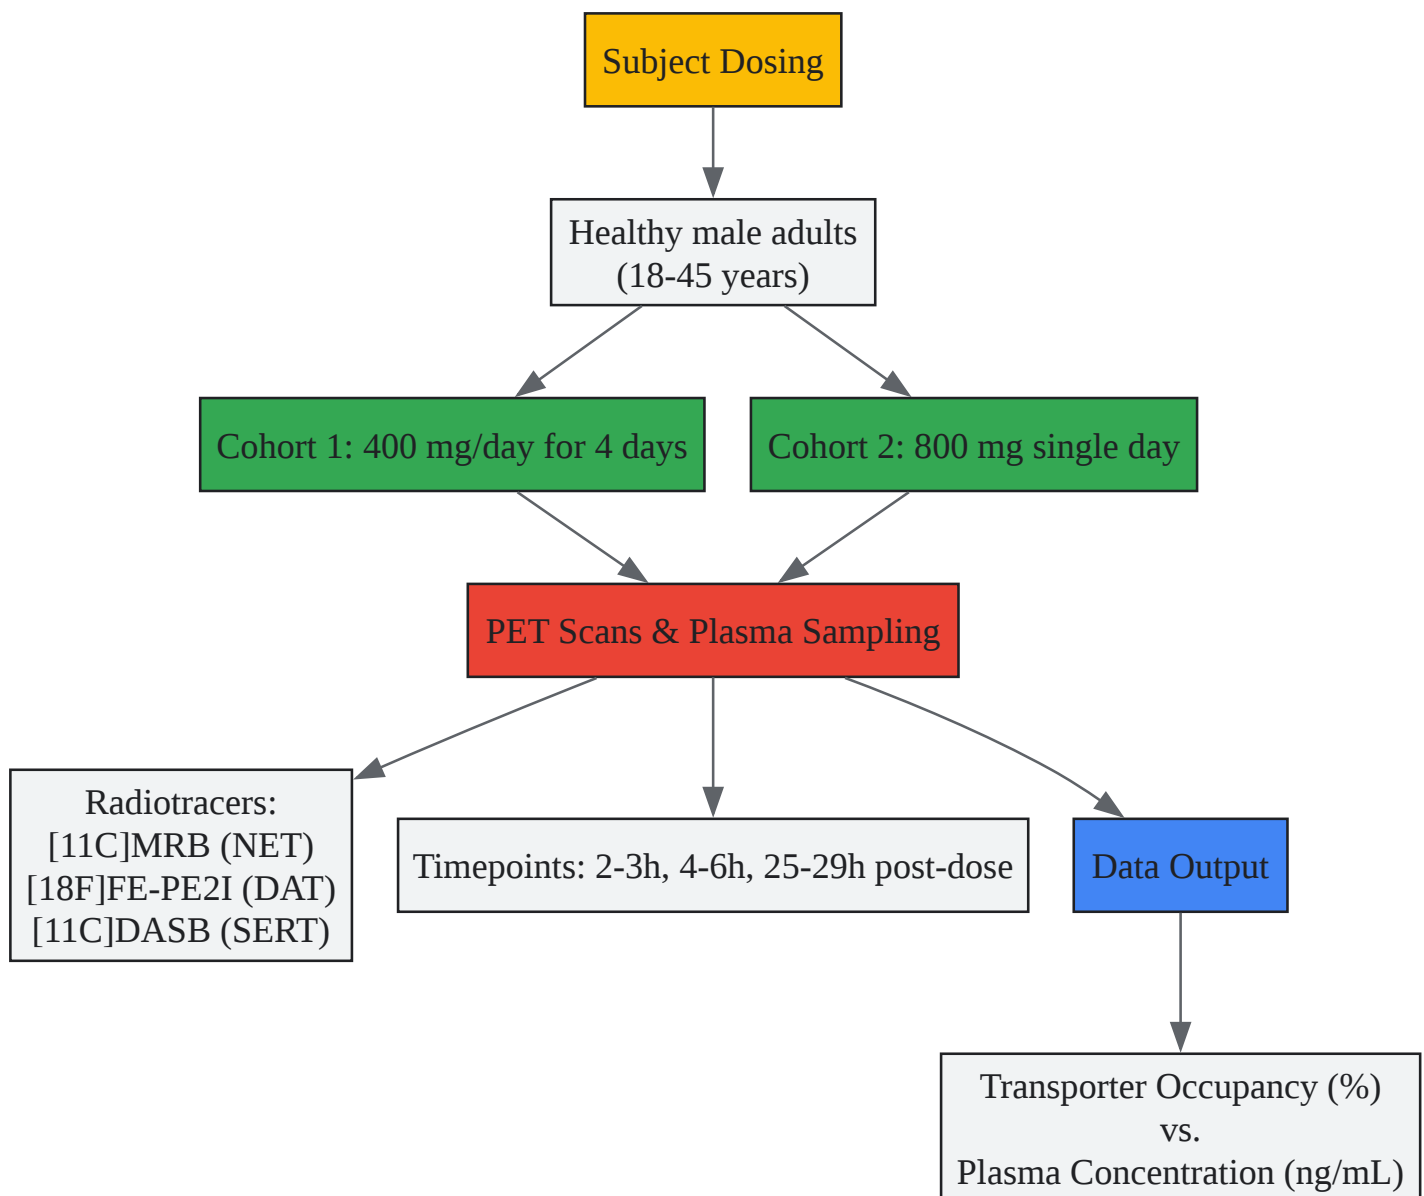 Subject Dosing
Healthy male adults
(18-45 years)
Cohort 1: 400 mg/day for 4 days
Cohort 2: 800 mg single day
PET Scans & Plasma Sampling
Radiotracers:
[11C]MRB (NET)
[18F]FE-PE2I (DAT)
[11C]DASB (SERT)
Timepoints: 2-3h, 4-6h, 25-29h post-dose
Data Output
Transporter Occupancy (%)
vs.
Plasma Concentration (ng/mL)